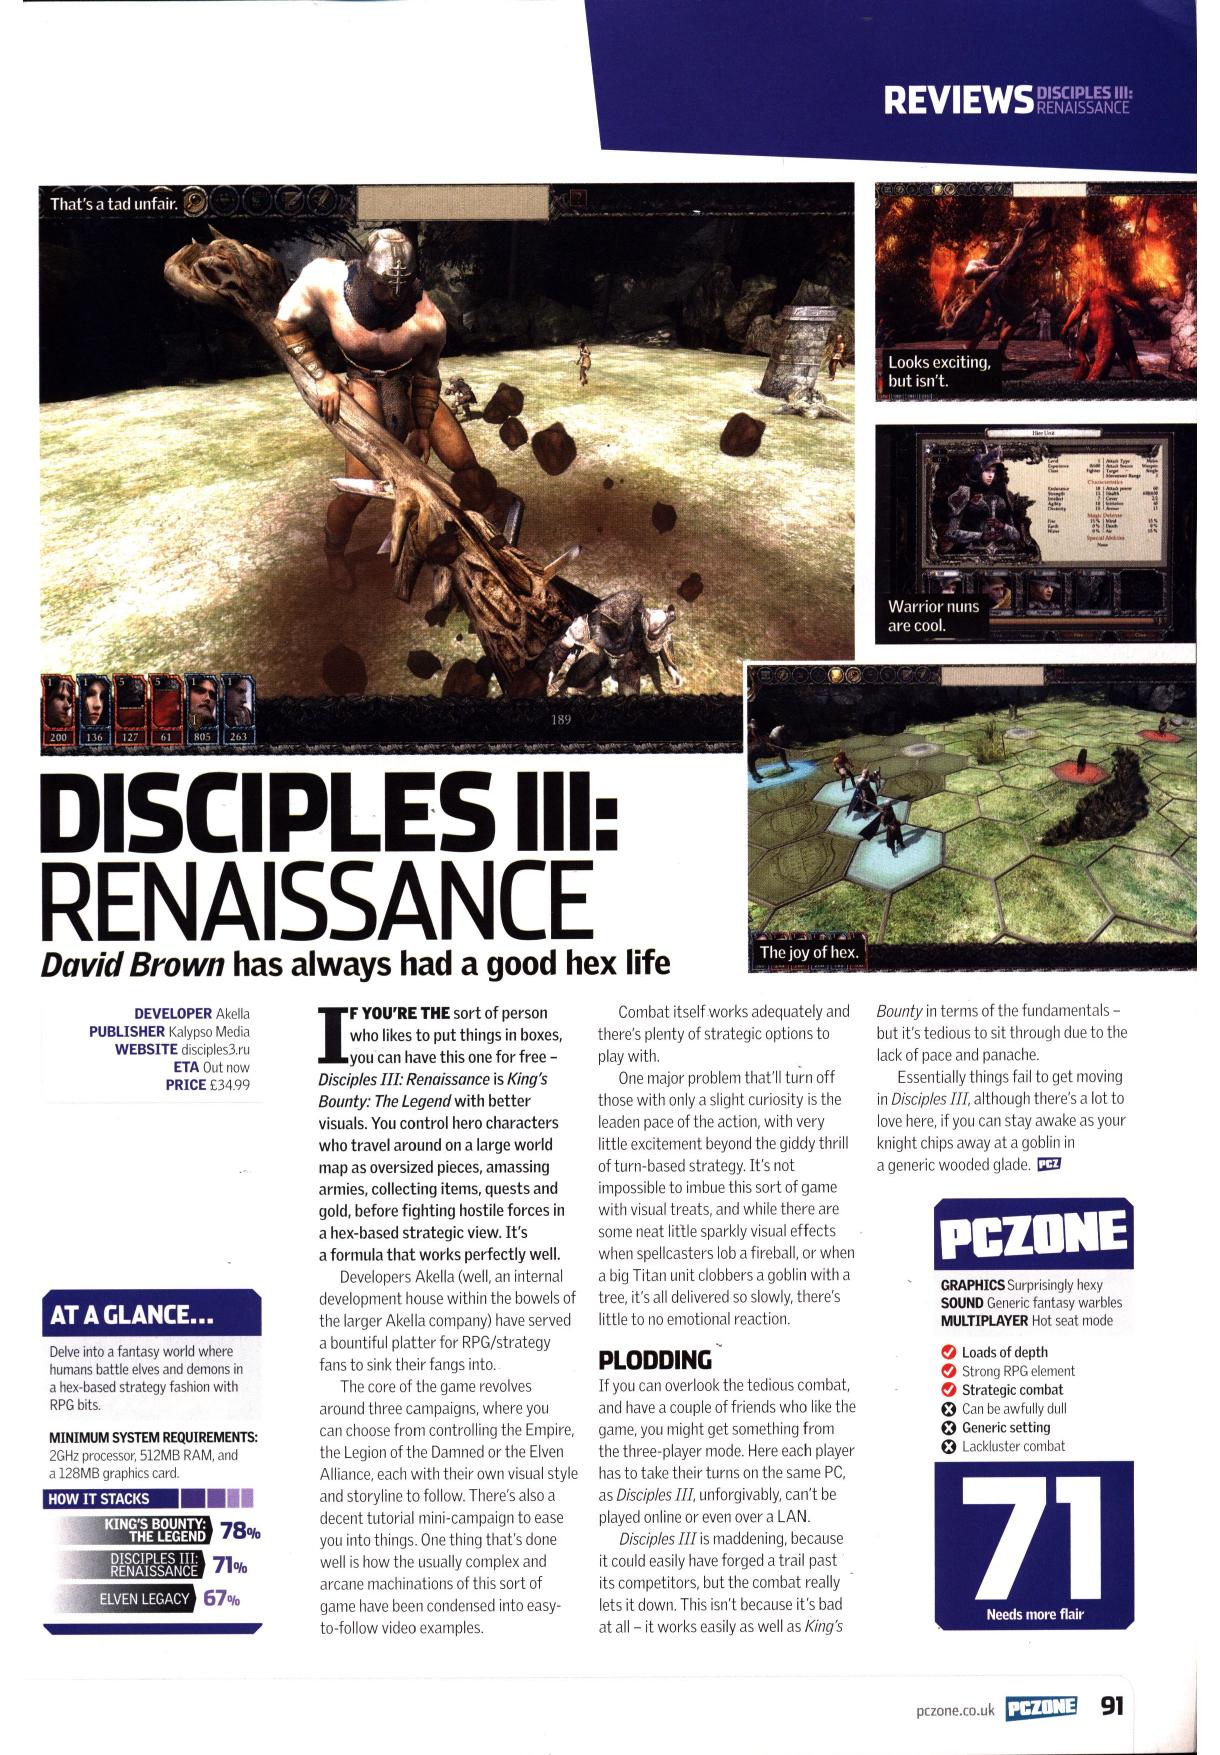 REVIEWS DISCIPLES III:
RENAISSANCE
That's a tad unfair.
1 1 5 5 1 1
1
200 136 127 61 805 263
189
Looks exciting,
but isn't.
Hire Unit
Characteristics
Magic Defense
Special Abilities
None
Warrior nuns
are cool.
The joy of hex.
DISCIPLES III:
RENAISSANCE
David Brown has always had a good hex life
DEVELOPER Akella
PUBLISHER Kalypso Media
WEBSITE disciples3.ru
ETA Out now
PRICE £34.99
AT A GLANCE...
Delve into a fantasy world where
humans battle elves and demons in
a hex-based strategy fashion with
RPG bits.
MINIMUM SYSTEM REQUIREMENTS:
2GHz processor, 512MB RAM, and
a 128MB graphics card.
HOW IT STACKS
KING'S BOUNTY:
THE LEGEND 78%
DISCIPLES III:
RENAISSANCE 71%
ELVEN LEGACY 67%
IF YOU'RE THE sort of person
who likes to put things in boxes,
you can have this one for free –
Disciples III: Renaissance is King's
Bounty: The Legend with better
visuals. You control hero characters
who travel around on a large world
map as oversized pieces, amassing
armies, collecting items, quests and
gold, before fighting hostile forces in
a hex-based strategic view. It's
a formula that works perfectly well.
Developers Akella (well, an internal
development house within the bowels of
the larger Akella company) have served
a bountiful platter for RPG/strategy
fans to sink their fangs into.
The core of the game revolves
around three campaigns, where you
can choose from controlling the Empire,
the Legion of the Damned or the Elven
Alliance, each with their own visual style
and storyline to follow. There's also a
decent tutorial mini-campaign to ease
you into things. One thing that's done
well is how the usually complex and
arcane machinations of this sort of
game have been condensed into easy-
to-follow video examples.
Combat itself works adequately and
there's plenty of strategic options to
play with.
One major problem that'll turn off
those with only a slight curiosity is the
leaden pace of the action, with very
little excitement beyond the giddy thrill
of turn-based strategy. It's not
impossible to imbue this sort of game
with visual treats, and while there are
some neat little sparkly visual effects
when spellcasters lob a fireball, or when
a big Titan unit clobbers a goblin with a
tree, it's all delivered so slowly, there's
little to no emotional reaction.
PLODDING
If you can overlook the tedious combat,
and have a couple of friends who like the
game, you might get something from
the three-player mode. Here each player
has to take their turns on the same PC,
as Disciples III, unforgivably, can't be
played online or even over a LAN.
Disciples III is maddening, because
it could easily have forged a trail past
its competitors, but the combat really
lets it down. This isn't because it's bad
at all – it works easily as well as King's
Bounty in terms of the fundamentals –
but it's tedious to sit through due to the
lack of pace and panache.
Essentially things fail to get moving
in Disciples III, although there's a lot to
love here, if you can stay awake as your
knight chips away at a goblin in
a generic wooded glade. PCZ
PCZONE
GRAPHICS Surprisingly hexy
SOUND Generic fantasy warbles
MULTIPLAYER Hot seat mode
Loads of depth
Strong RPG element
Strategic combat
Can be awfully dull
Generic setting
Lackluster combat
71
Needs more flair
pczone.co.uk PCZONE 91